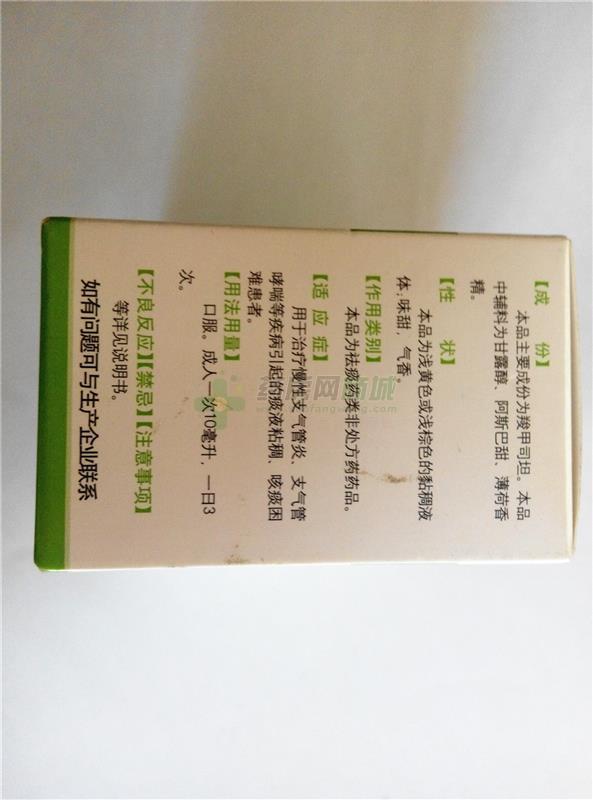 【成　份】
本品主要成份为羧甲司坦。本品
中辅料为甘露醇、阿斯巴甜、薄荷香
精。
【性　状】
本品为浅黄色或浅棕色的黏稠液
体；味甜，气香。
【作用类别】
本品为祛痰药类非处方药药品。
【适应症】
用于治疗慢性支气管炎、支气管
哮喘等疾病引起的痰液粘稠、咳痰困
难患者。
【用法用量】
口服。成人一次10毫升，一日3
次。
【不良反应】【禁忌】【注意事项】
等详见说明书。
如有问题可与生产企业联系